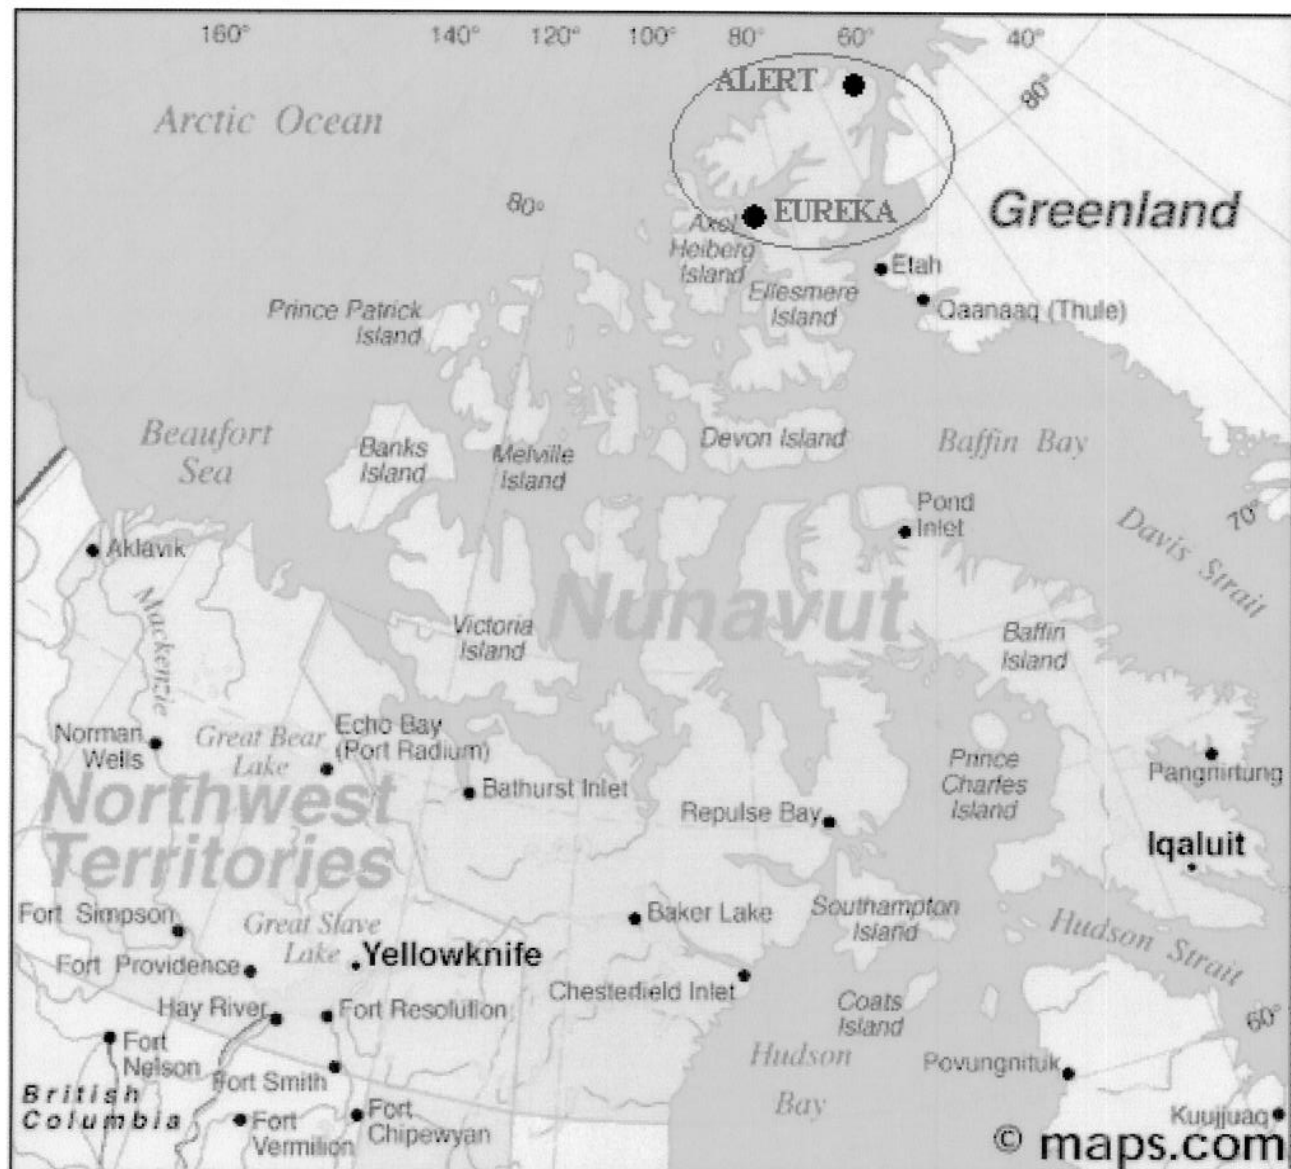 160°
140°
120°
100°
80°
60°
40°
ALERT
80°
Arctic Ocean
80°
EUREKA
Greenland
Axel
Heiberg
Island
Etah
Ellesmere
Island
Qaanaaq (Thule)
Prince Patrick
Island
Beaufort
Sea
Banks
Island
Melville
Island
Devon Island
Baffin Bay
Pond
Inlet
70°
Davis Strait
Aklavik
Mackenzie
Nunavut
Victoria
Island
Baffin
Island
Norman
Wells
Great Bear
Lake
Echo Bay
(Port Radium)
Bathurst Inlet
Prince
Charles
Island
Pangnirtung
Northwest
Territories
Repulse Bay
Iqaluit
Fort Simpson
Great Slave
Lake
Baker Lake
Southampton
Island
Hudson Strait
Yellowknife
Fort Providence
Chesterfield Inlet
Coats
Island
Hay River
Fort Resolution
60°
Fort
Nelson
Fort Smith
Hudson
Bay
Povungnituk
British
Columbia
Fort
Vermilion
Fort
Chipewyan
Kuujjuaq
© maps.com